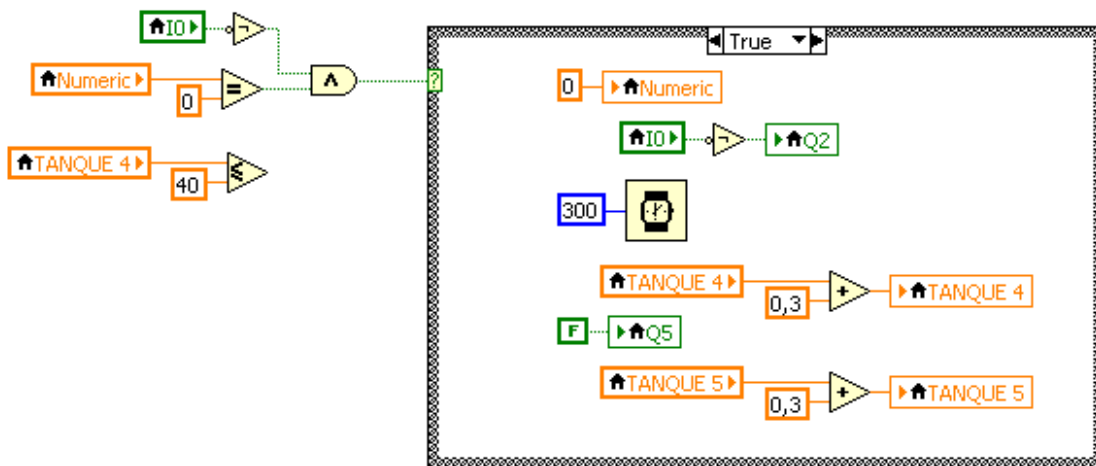 I0
True
Numeric
0
=
0
Numeric
?
I0
Q2
TANQUE 4
40
≤
300
TANQUE 4
0,3
+
TANQUE 4
F
Q5
TANQUE 5
0,3
+
TANQUE 5